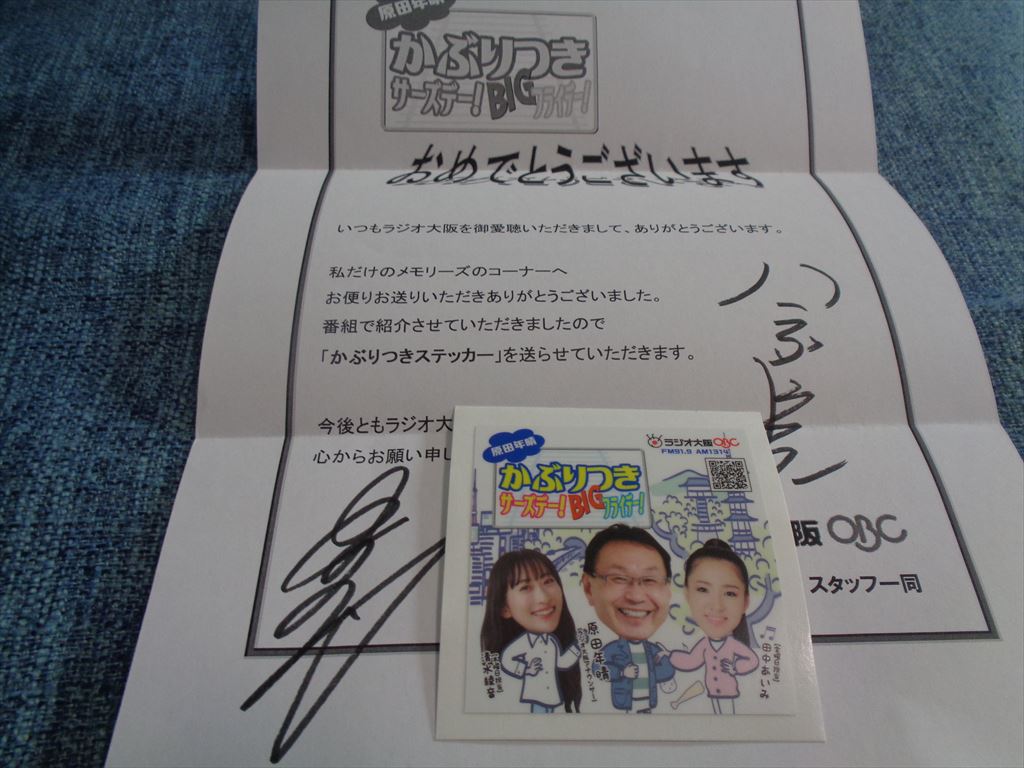 原田年晴
かぶりつき
サーズデー!BIGフライデー!
おめでとうございます
いつもラジオ大阪を御愛聴いただきまして、ありがとうございます。
私だけのメモリーズのコーナーへ
お便りお送りいただきありがとうございました。
番組で紹介させていただきましたので
「かぶりつきステッカー」を送らせていただきます。
今後ともラジオ大
心からお願い申し
阪 OBC
スタッフ一同
原田年晴
かぶりつき
サーズデー!BIGフライデー!
ラジオ大阪OBC
FM91.9 AM1314
清水綾音
原田年晴
田中あいみ